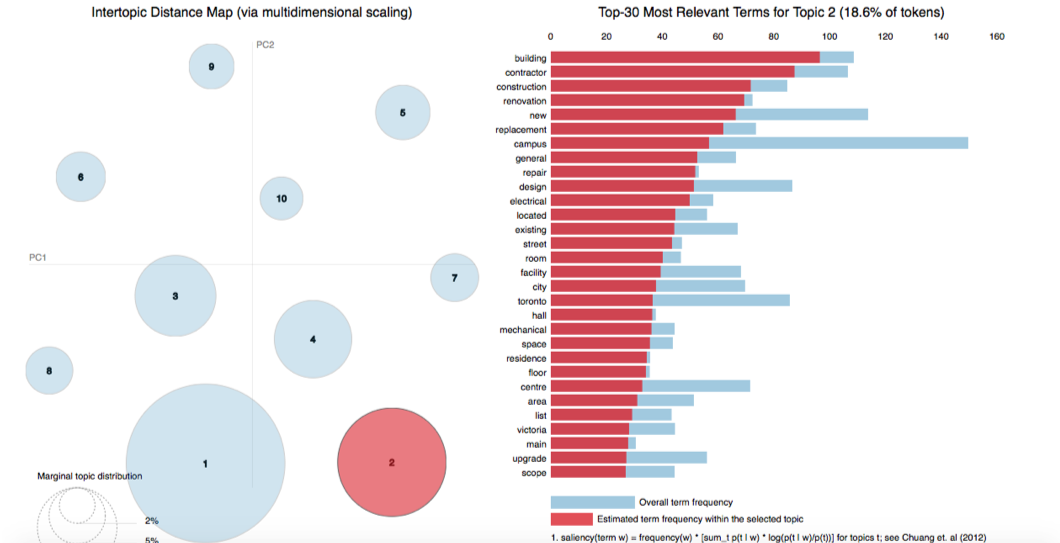 Intertopic Distance Map (via multidimensional scaling)
PC2
PC1
9
5
6
10
7
3
4
8
1
2
Marginal topic distribution
2%
5%
Top-30 Most Relevant Terms for Topic 2 (18.6% of tokens)
0 20 40 60 80 100 120 140 160
building
contractor
construction
renovation
new
replacement
campus
general
repair
design
electrical
located
existing
street
room
facility
city
toronto
hall
mechanical
space
residence
floor
centre
area
list
victoria
main
upgrade
scope
Overall term frequency
Estimated term frequency within the selected topic
1. saliency(term w) = frequency(w) * [sum_t p(t | w) * log(p(t | w)/p(t))] for topics t; see Chuang et. al (2012)